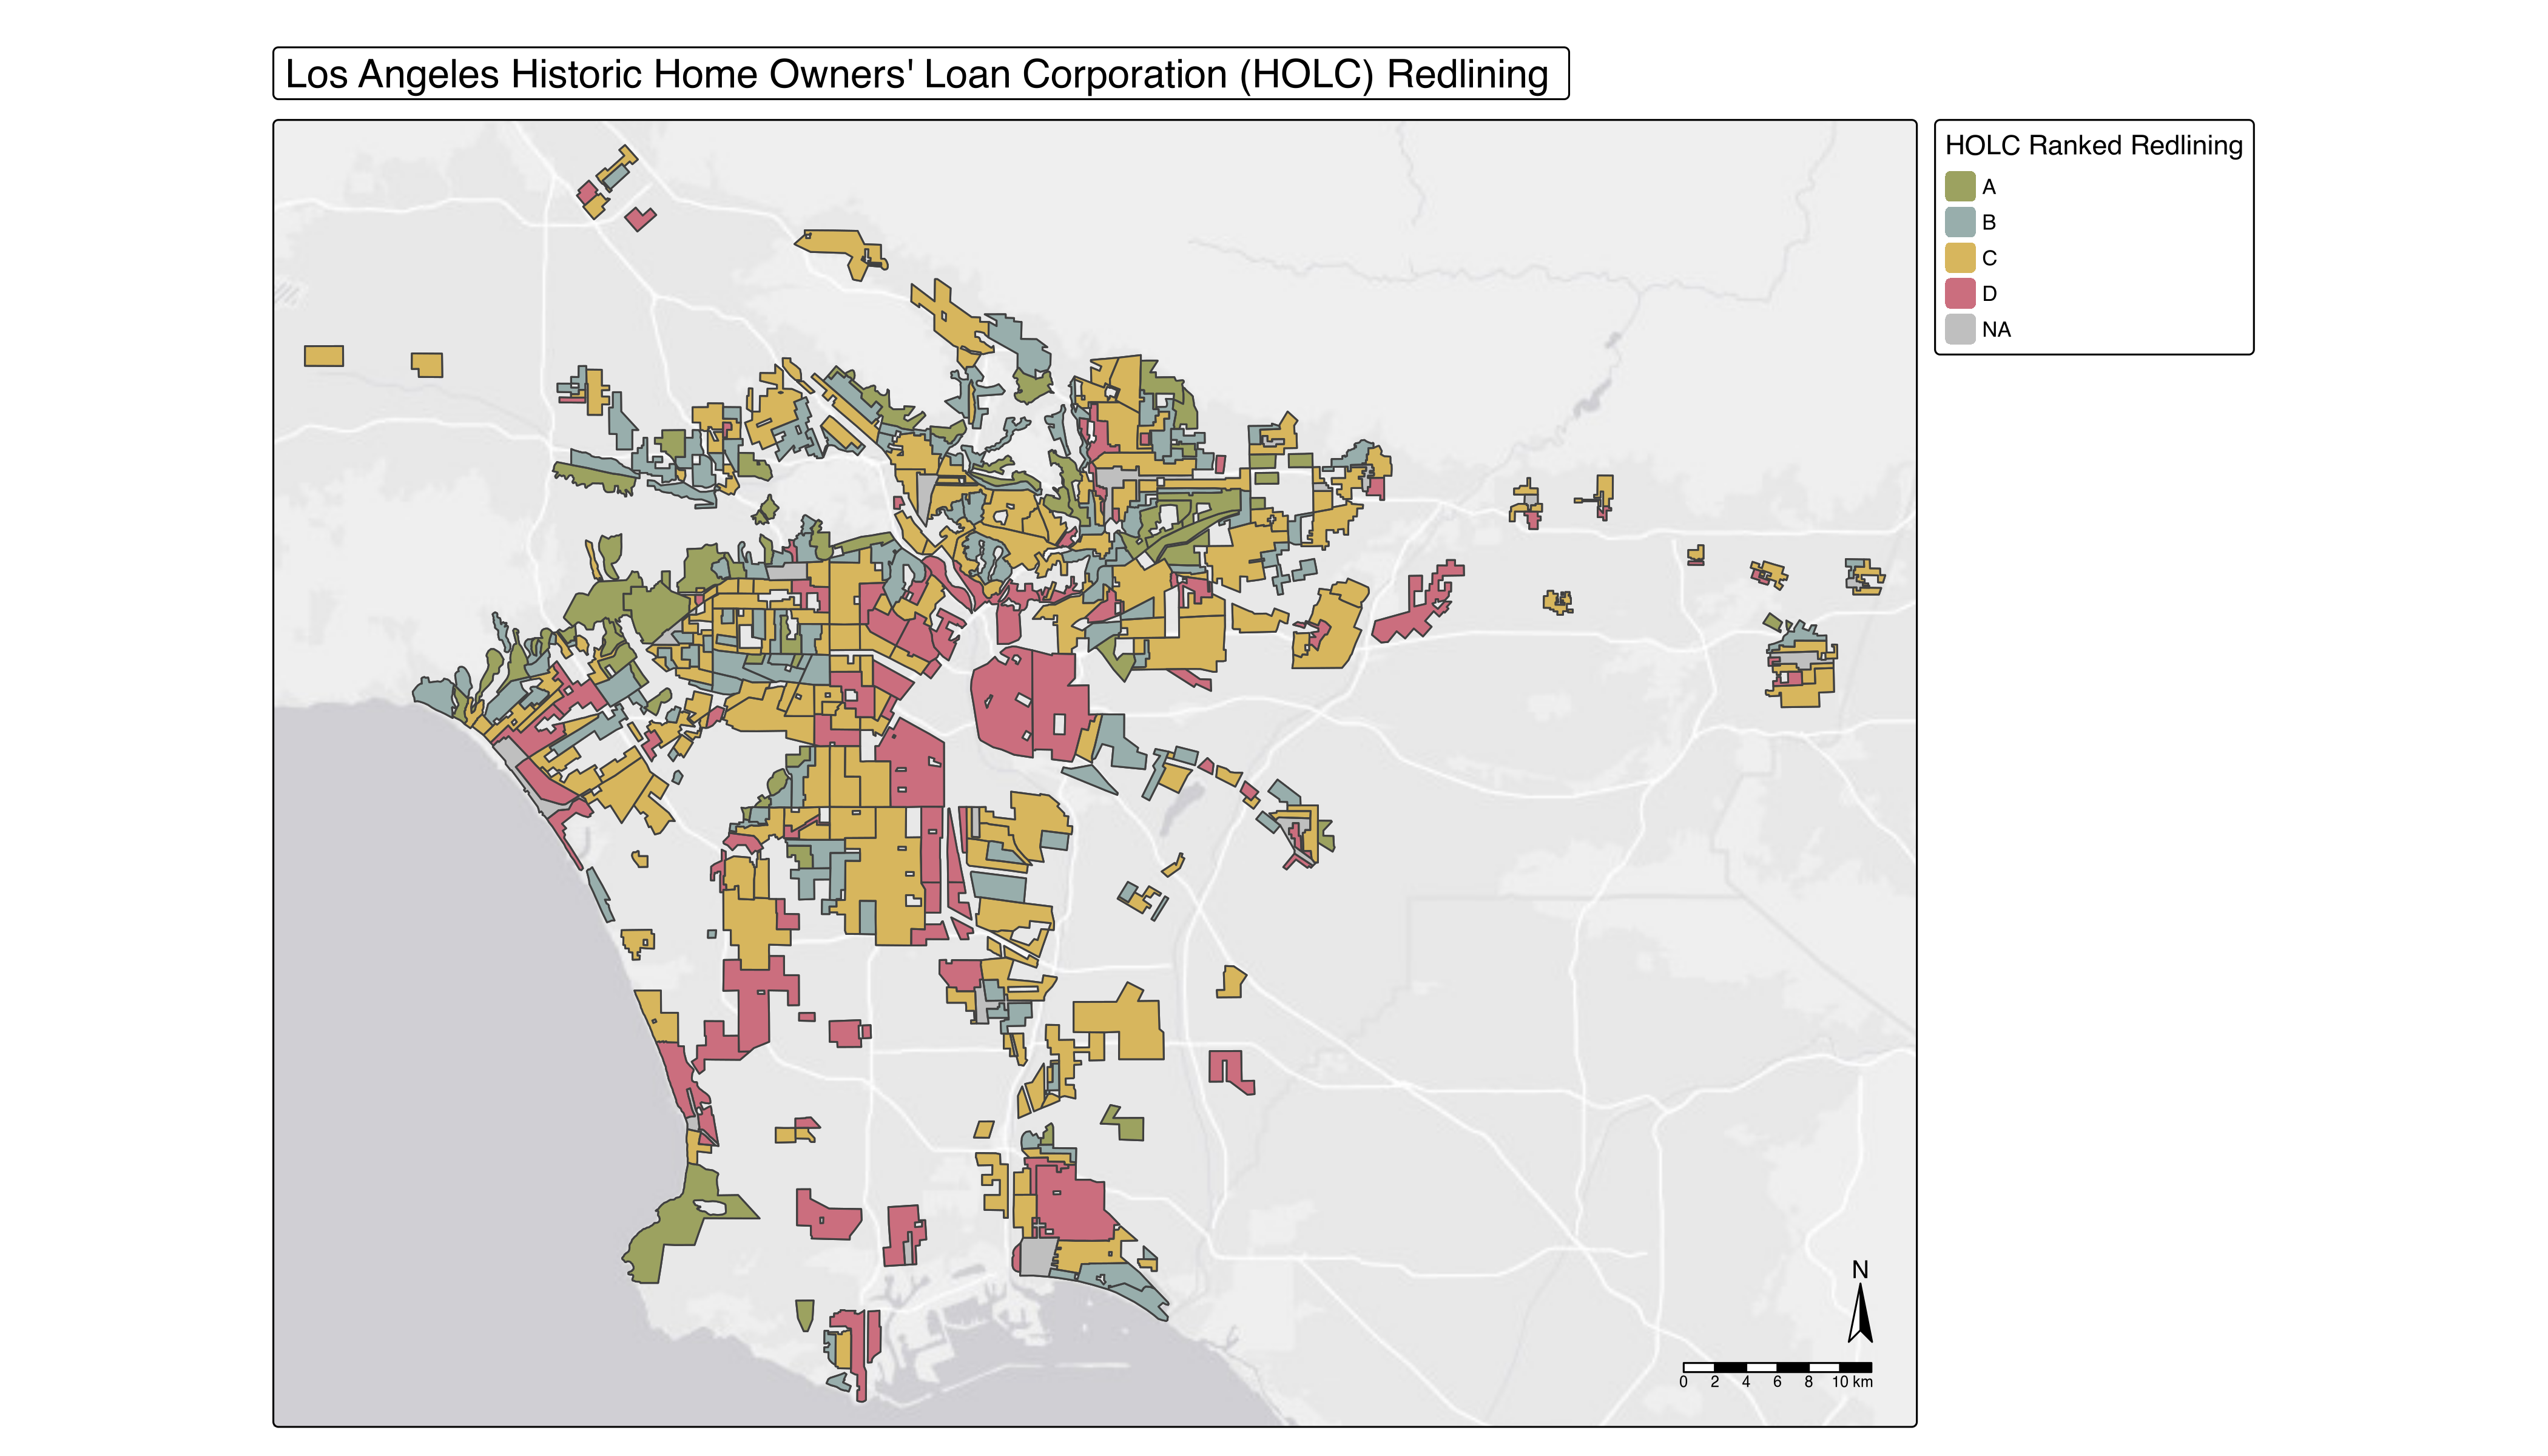 Los Angeles Historic Home Owners' Loan Corporation (HOLC) Redlining
HOLC Ranked Redlining
A
B
C
D
NA
N
0 2 4 6 8 10 km